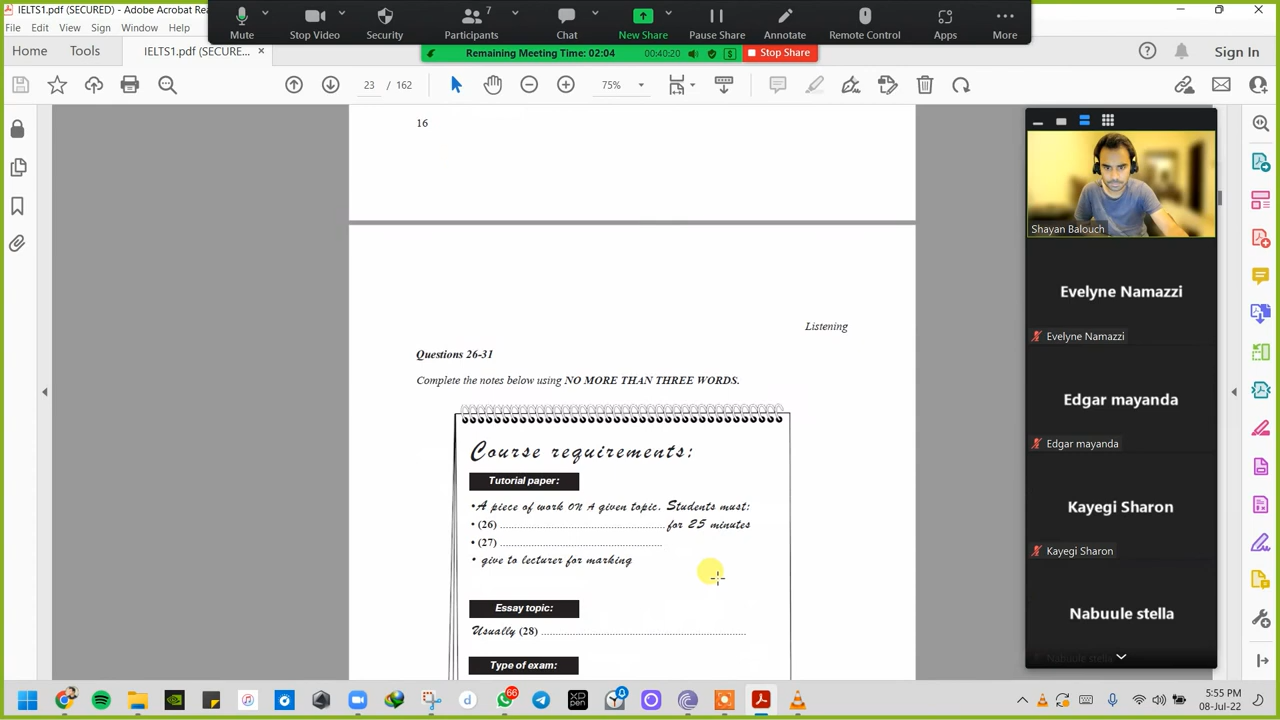 IELTS1.pdf (SECURED) - Adobe Acrobat Rea
File Edit View Sign Window Help
Mute Stop Video Security Participants 7 Chat New Share Pause Share Annotate Remote Control Apps More
Remaining Meeting Time: 02:04 00:40:20 Stop Share
Home Tools IELTS1.pdf (SECURE... × Sign In
23 / 162 75%
16
Listening
Questions 26-31
Complete the notes below using NO MORE THAN THREE WORDS.
Course requirements:
Tutorial paper:
•A piece of work ON A given topic. Students must:
• (26) ........................................................ for 25 minutes
• (27) ........................................................
• give to lecturer for marking
Essay topic:
Usually (28) ........................................................
Type of exam:
Shayan Balouch
Evelyne Namazzi
Evelyne Namazzi
Edgar mayanda
Edgar mayanda
Kayegi Sharon
Kayegi Sharon
Nabuule stella
Nabuule stella
66
5:55 PM
08-Jul-22